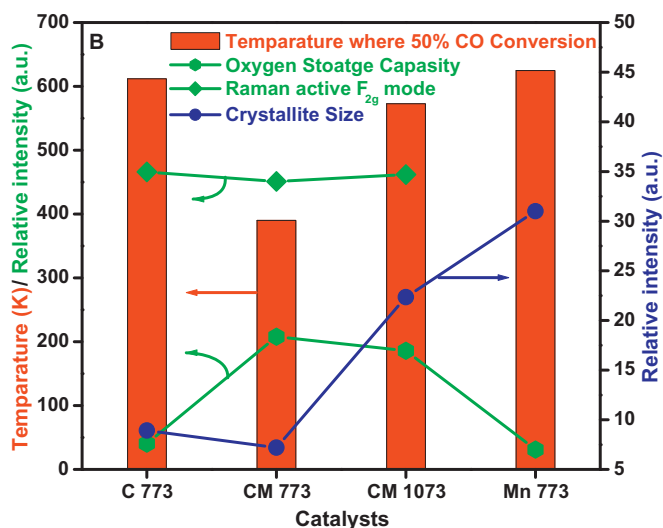 B
Temparature where 50% CO Conversion
Oxygen Stoatge Capasity
Raman active F2g mode
Crystallite Size
Temparature (K)/ Relative intensity (a.u.)
700
600
500
400
300
200
100
0
Relative intensity (a.u.)
50
45
40
35
30
25
20
15
10
5
C 773 CM 773 CM 1073 Mn 773
Catalysts